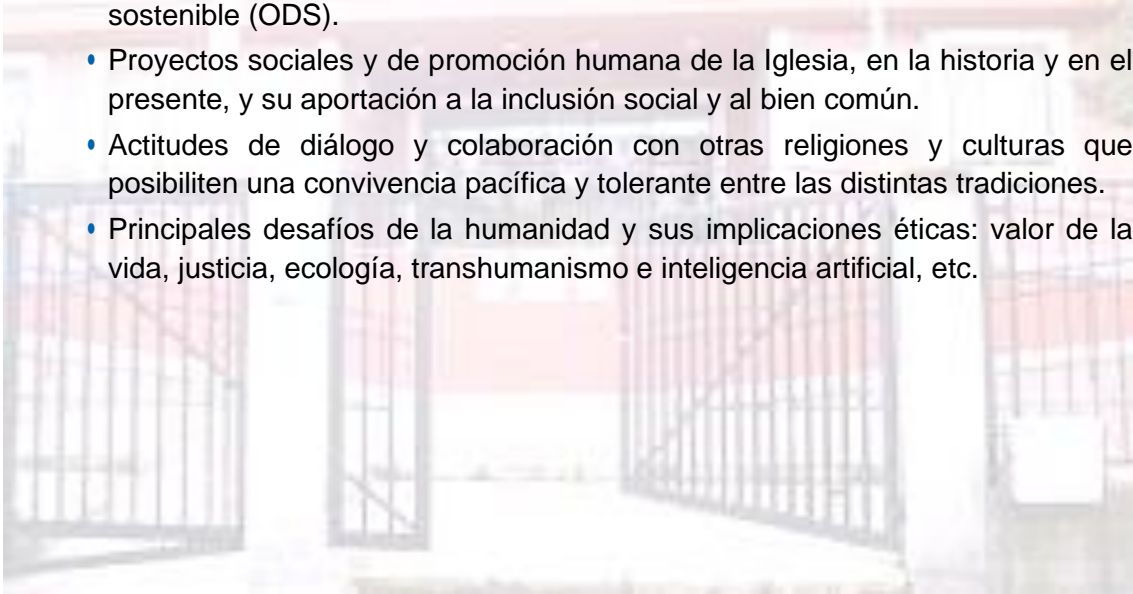 sostenible (ODS).
• Proyectos sociales y de promoción humana de la Iglesia, en la historia y en el
presente, y su aportación a la inclusión social y al bien común.
• Actitudes de diálogo y colaboración con otras religiones y culturas que
posibiliten una convivencia pacífica y tolerante entre las distintas tradiciones.
• Principales desafíos de la humanidad y sus implicaciones éticas: valor de la
vida, justicia, ecología, transhumanismo e inteligencia artificial, etc.